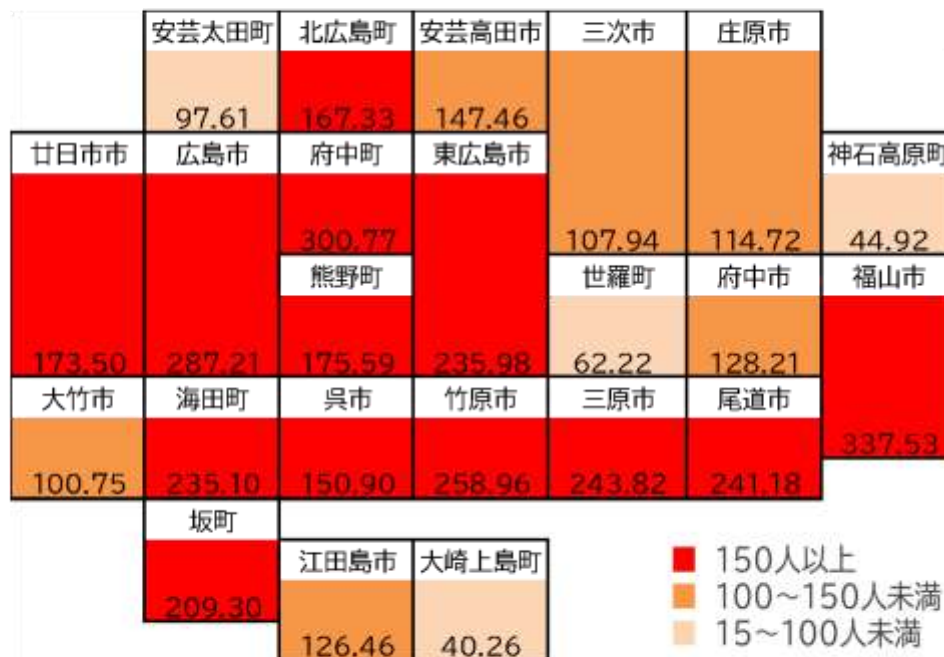 安芸太田町 北広島町 安芸高田市 三次市 庄原市
97.61 167.33 147.46
廿日市市 広島市 府中町 東広島市 神石高原町
300.77 107.94 114.72 44.92
熊野町 世羅町 府中市 福山市
173.50 287.21 175.59 235.98 62.22 128.21
大竹市 海田町 呉市 竹原市 三原市 尾道市
337.53
100.75 235.10 150.90 258.96 243.82 241.18
坂町
江田島市 大崎上島町
209.30
126.46 40.26
150人以上
100～150人未満
15～100人未満